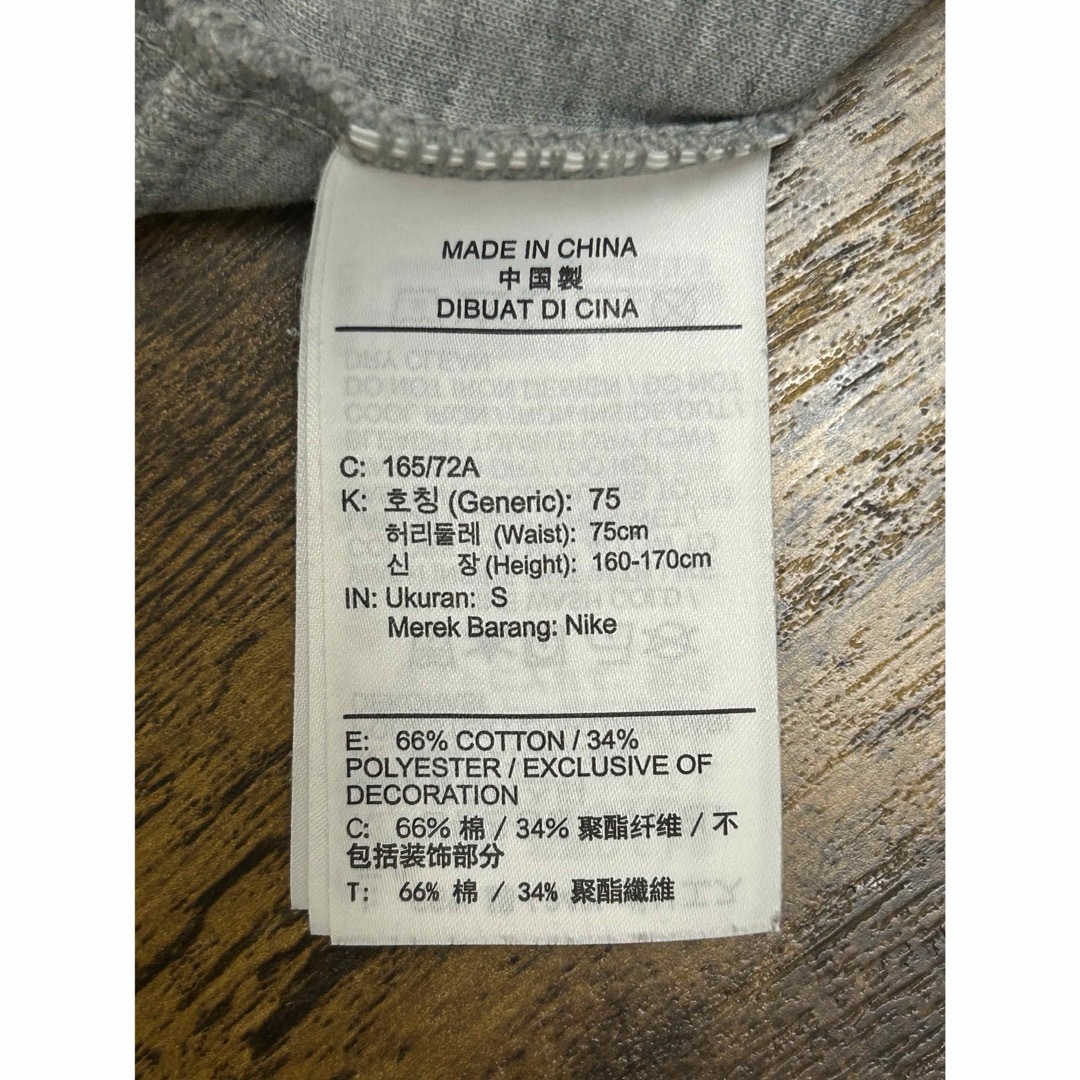 MADE IN CHINA
中国製
DIBUAT DI CINA
C: 165/72A
K: 호칭 (Generic): 75
허리둘레 (Waist): 75cm
신 장 (Height): 160-170cm
IN: Ukuran: S
Merek Barang: Nike
E: 66% COTTON / 34%
POLYESTER / EXCLUSIVE OF
DECORATION
C: 66% 棉 / 34% 聚酯纤维 / 不
包括装饰部分
T: 66% 棉 / 34% 聚酯纖維